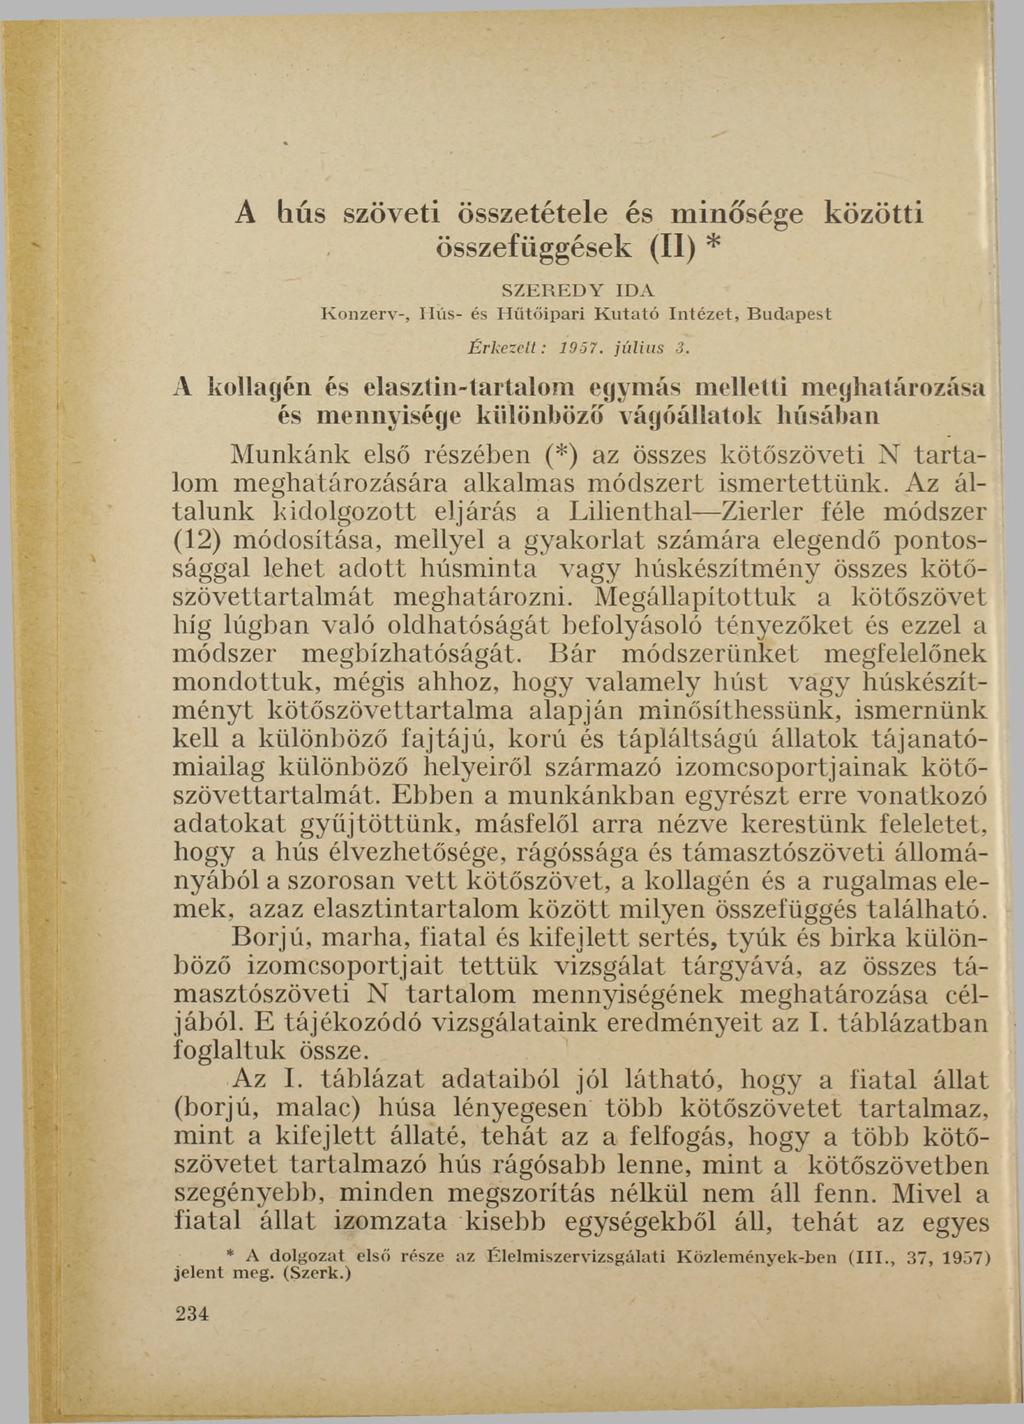 A hús szöveti összetétele és minősége közötti
összefüggések (II) *
SZEREDY IDA
Konzerv-, Hús- és Hűtőipari Kutató Intézet, Budapest
Érkezett: 1957. július 3.
A kollagén és elasztin-tartalom egymás melletti meghatározása
és mennyisége különböző vágóállatok húsában
Munkánk első részében (*) az összes kötőszöveti N tarta-
lom meghatározására alkalmas módszert ismertettünk. Az ál-
talunk kidolgozott eljárás a Lilienthal—Zierler féle módszer
(12) módosítása, mellyel a gyakorlat számára elegendő pontos-
sággal lehet adott húsminta vagy húskészítmény összes kötő-
szövettartalmát meghatározni. Megállapítottuk a kötőszövet
híg lúgban való oldhatóságát befolyásoló tényezőket és ezzel a
módszer megbízhatóságát. Bár módszerünket megfelelőnek
mondottuk, mégis ahhoz, hogy valamely húst vagy húskészít-
ményt kötőszövettartalma alapján minősíthessünk, ismernünk
kell a különböző fajtájú, korú és tápláltságú állatok tájanató-
miailag különböző helyeiről származó izomcsoportjainak kötő-
szövettartalmát. Ebben a munkánkban egyrészt erre vonatkozó
adatokat gyűjtöttünk, másfelől arra nézve kerestünk feleletet,
hogy a hús élvezhetősége, rágóssága és támasztószöveti állomá-
nyából a szorosan vett kötőszövet, a kollagén és a rugalmas ele-
mek, azaz elasztintartalom között milyen összefüggés található.
Borjú, marha, fiatal és kifejlett sertés, tyúk és birka külön-
böző izomcsoportjait tettük vizsgálat tárgyává, az összes tá-
masztószöveti N tartalom mennyiségének meghatározása cél-
jából. E tájékozódó vizsgálataink eredményeit az I. táblázatban
foglaltuk össze.
Az I. táblázat adataiból jól látható, hogy a fiatal állat
(borjú, malac) húsa lényegesen több kötőszövetet tartalmaz,
mint a kifejlett állaté, tehát az a felfogás, hogy a több kötő-
szövetet tartalmazó hús rágósabb lenne, mint a kötőszövetben
szegényebb, minden megszorítás nélkül nem áll fenn. Mivel a
fiatal állat izomzata kisebb egységekből áll, tehát az egyes
* A dolgozat első része az Élelmiszervizsgálati Közlemények-ben (III., 37, 1957)
jelent meg. (Szerk.)
234